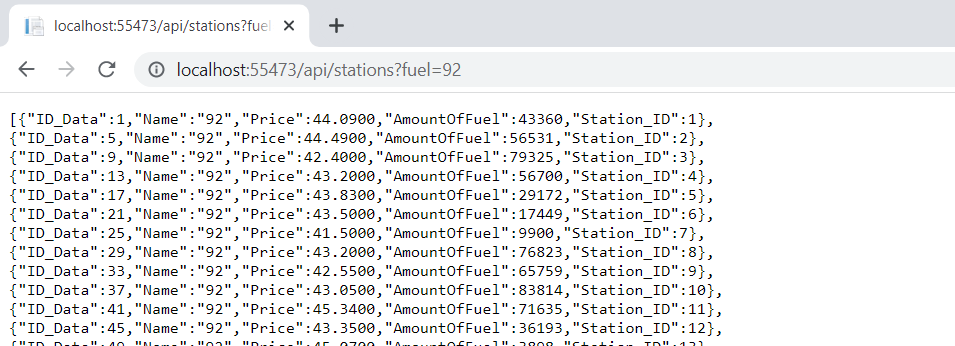 localhost:55473/api/stations?fuel
localhost:55473/api/stations?fuel=92
[{"ID_Data":1,"Name":"92","Price":44.0900,"AmountOfFuel":43360,"Station_ID":1},
{"ID_Data":5,"Name":"92","Price":44.4900,"AmountOfFuel":56531,"Station_ID":2},
{"ID_Data":9,"Name":"92","Price":42.4000,"AmountOfFuel":79325,"Station_ID":3},
{"ID_Data":13,"Name":"92","Price":43.2000,"AmountOfFuel":56700,"Station_ID":4},
{"ID_Data":17,"Name":"92","Price":43.8300,"AmountOfFuel":29172,"Station_ID":5},
{"ID_Data":21,"Name":"92","Price":43.5000,"AmountOfFuel":17449,"Station_ID":6},
{"ID_Data":25,"Name":"92","Price":41.5000,"AmountOfFuel":9900,"Station_ID":7},
{"ID_Data":29,"Name":"92","Price":43.2000,"AmountOfFuel":76823,"Station_ID":8},
{"ID_Data":33,"Name":"92","Price":42.5500,"AmountOfFuel":65759,"Station_ID":9},
{"ID_Data":37,"Name":"92","Price":43.0500,"AmountOfFuel":83814,"Station_ID":10},
{"ID_Data":41,"Name":"92","Price":45.3400,"AmountOfFuel":71635,"Station_ID":11},
{"ID_Data":45,"Name":"92","Price":43.3500,"AmountOfFuel":36193,"Station_ID":12},